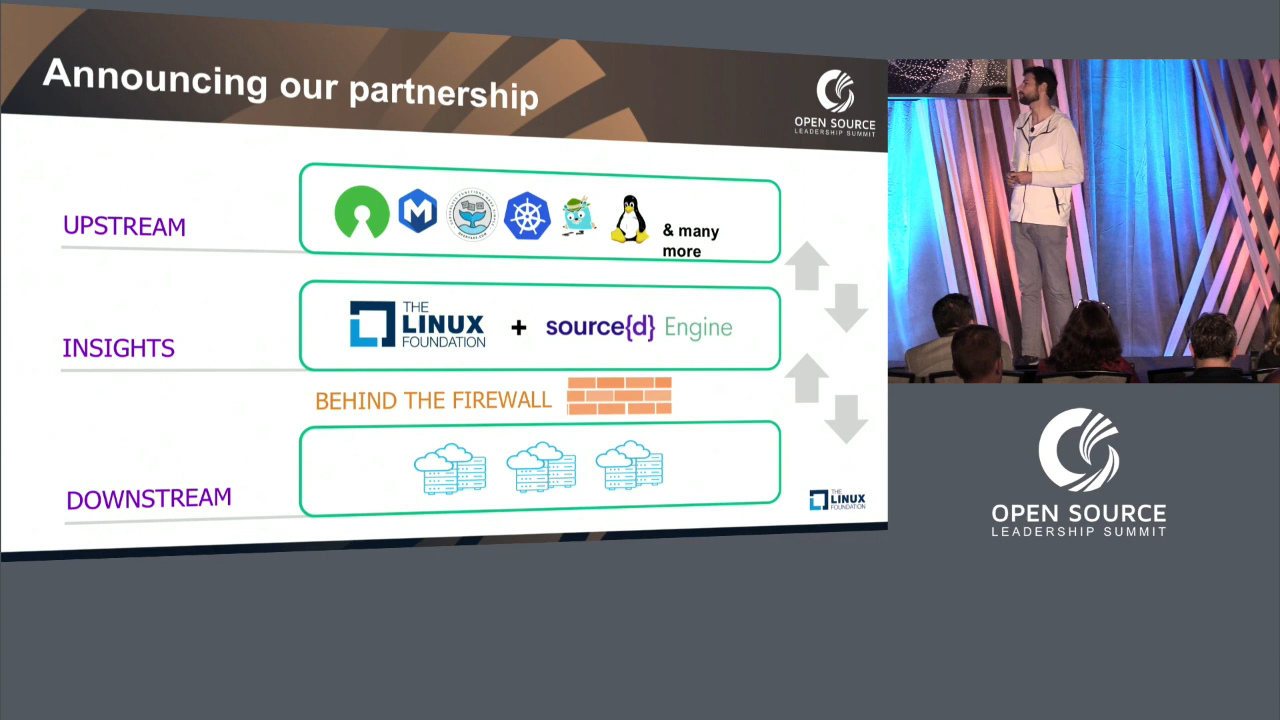 Announcing our partnership
OPEN SOURCE
LEADERSHIP SUMMIT
UPSTREAM
& many
more
INSIGHTS
THE
LINUX
FOUNDATION
+
source{d} Engine
BEHIND THE FIREWALL
DOWNSTREAM
THE
LINUX
FOUNDATION
OPEN SOURCE
LEADERSHIP SUMMIT